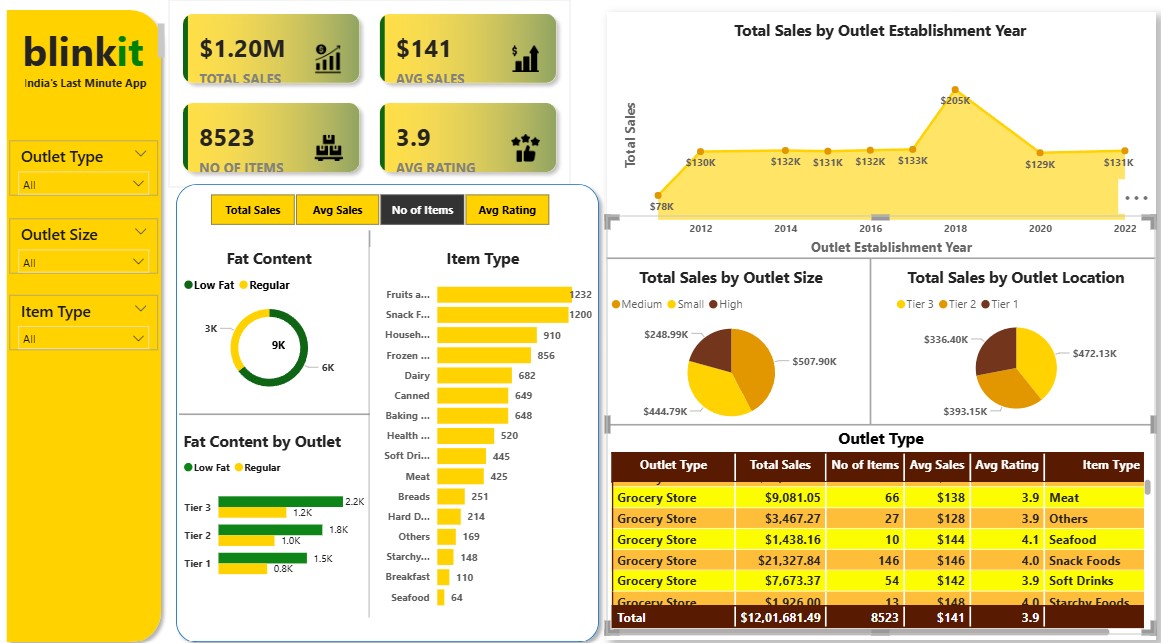 blinkit
India's Last Minute App
Outlet Type
All
Outlet Size
All
Item Type
All
$1.20M
TOTAL SALES
$141
AVG SALES
8523
NO OF ITEMS
3.9
AVG RATING
Total Sales Avg Sales No of Items Avg Rating
Fat Content
Low Fat Regular
3K
9K
6K
Fat Content by Outlet
Low Fat Regular
Tier 3 2.2K
1.2K
Tier 2 1.8K
1.0K
Tier 1 1.5K
0.8K
Item Type
Fruits a... 1232
Snack F... 1200
Househ... 910
Frozen ... 856
Dairy 682
Canned 649
Baking ... 648
Health ... 520
Soft Dri... 445
Meat 425
Breads 251
Hard D... 214
Others 169
Starchy... 148
Breakfast 110
Seafood 64
Total Sales by Outlet Establishment Year
Total Sales
$78K
$130K
$132K
$131K
$132K
$133K
$205K
$129K
$131K
2012 2014 2016 2018 2020 2022
Outlet Establishment Year
Total Sales by Outlet Size
Medium Small High
$248.99K
$507.90K
$444.79K
Total Sales by Outlet Location
Tier 3 Tier 2 Tier 1
$336.40K
$472.13K
$393.15K
Outlet Type
Outlet Type Total Sales No of Items Avg Sales Avg Rating Item Type
Grocery Store $9,081.05 66 $138 3.9 Meat
Grocery Store $3,467.27 27 $128 3.9 Others
Grocery Store $1,438.16 10 $144 4.1 Seafood
Grocery Store $21,327.84 146 $146 4.0 Snack Foods
Grocery Store $7,673.37 54 $142 3.9 Soft Drinks
Grocery Store $1,926.00 13 $148 4.0 Starchy Foods
Total $12,01,681.49 8523 $141 3.9